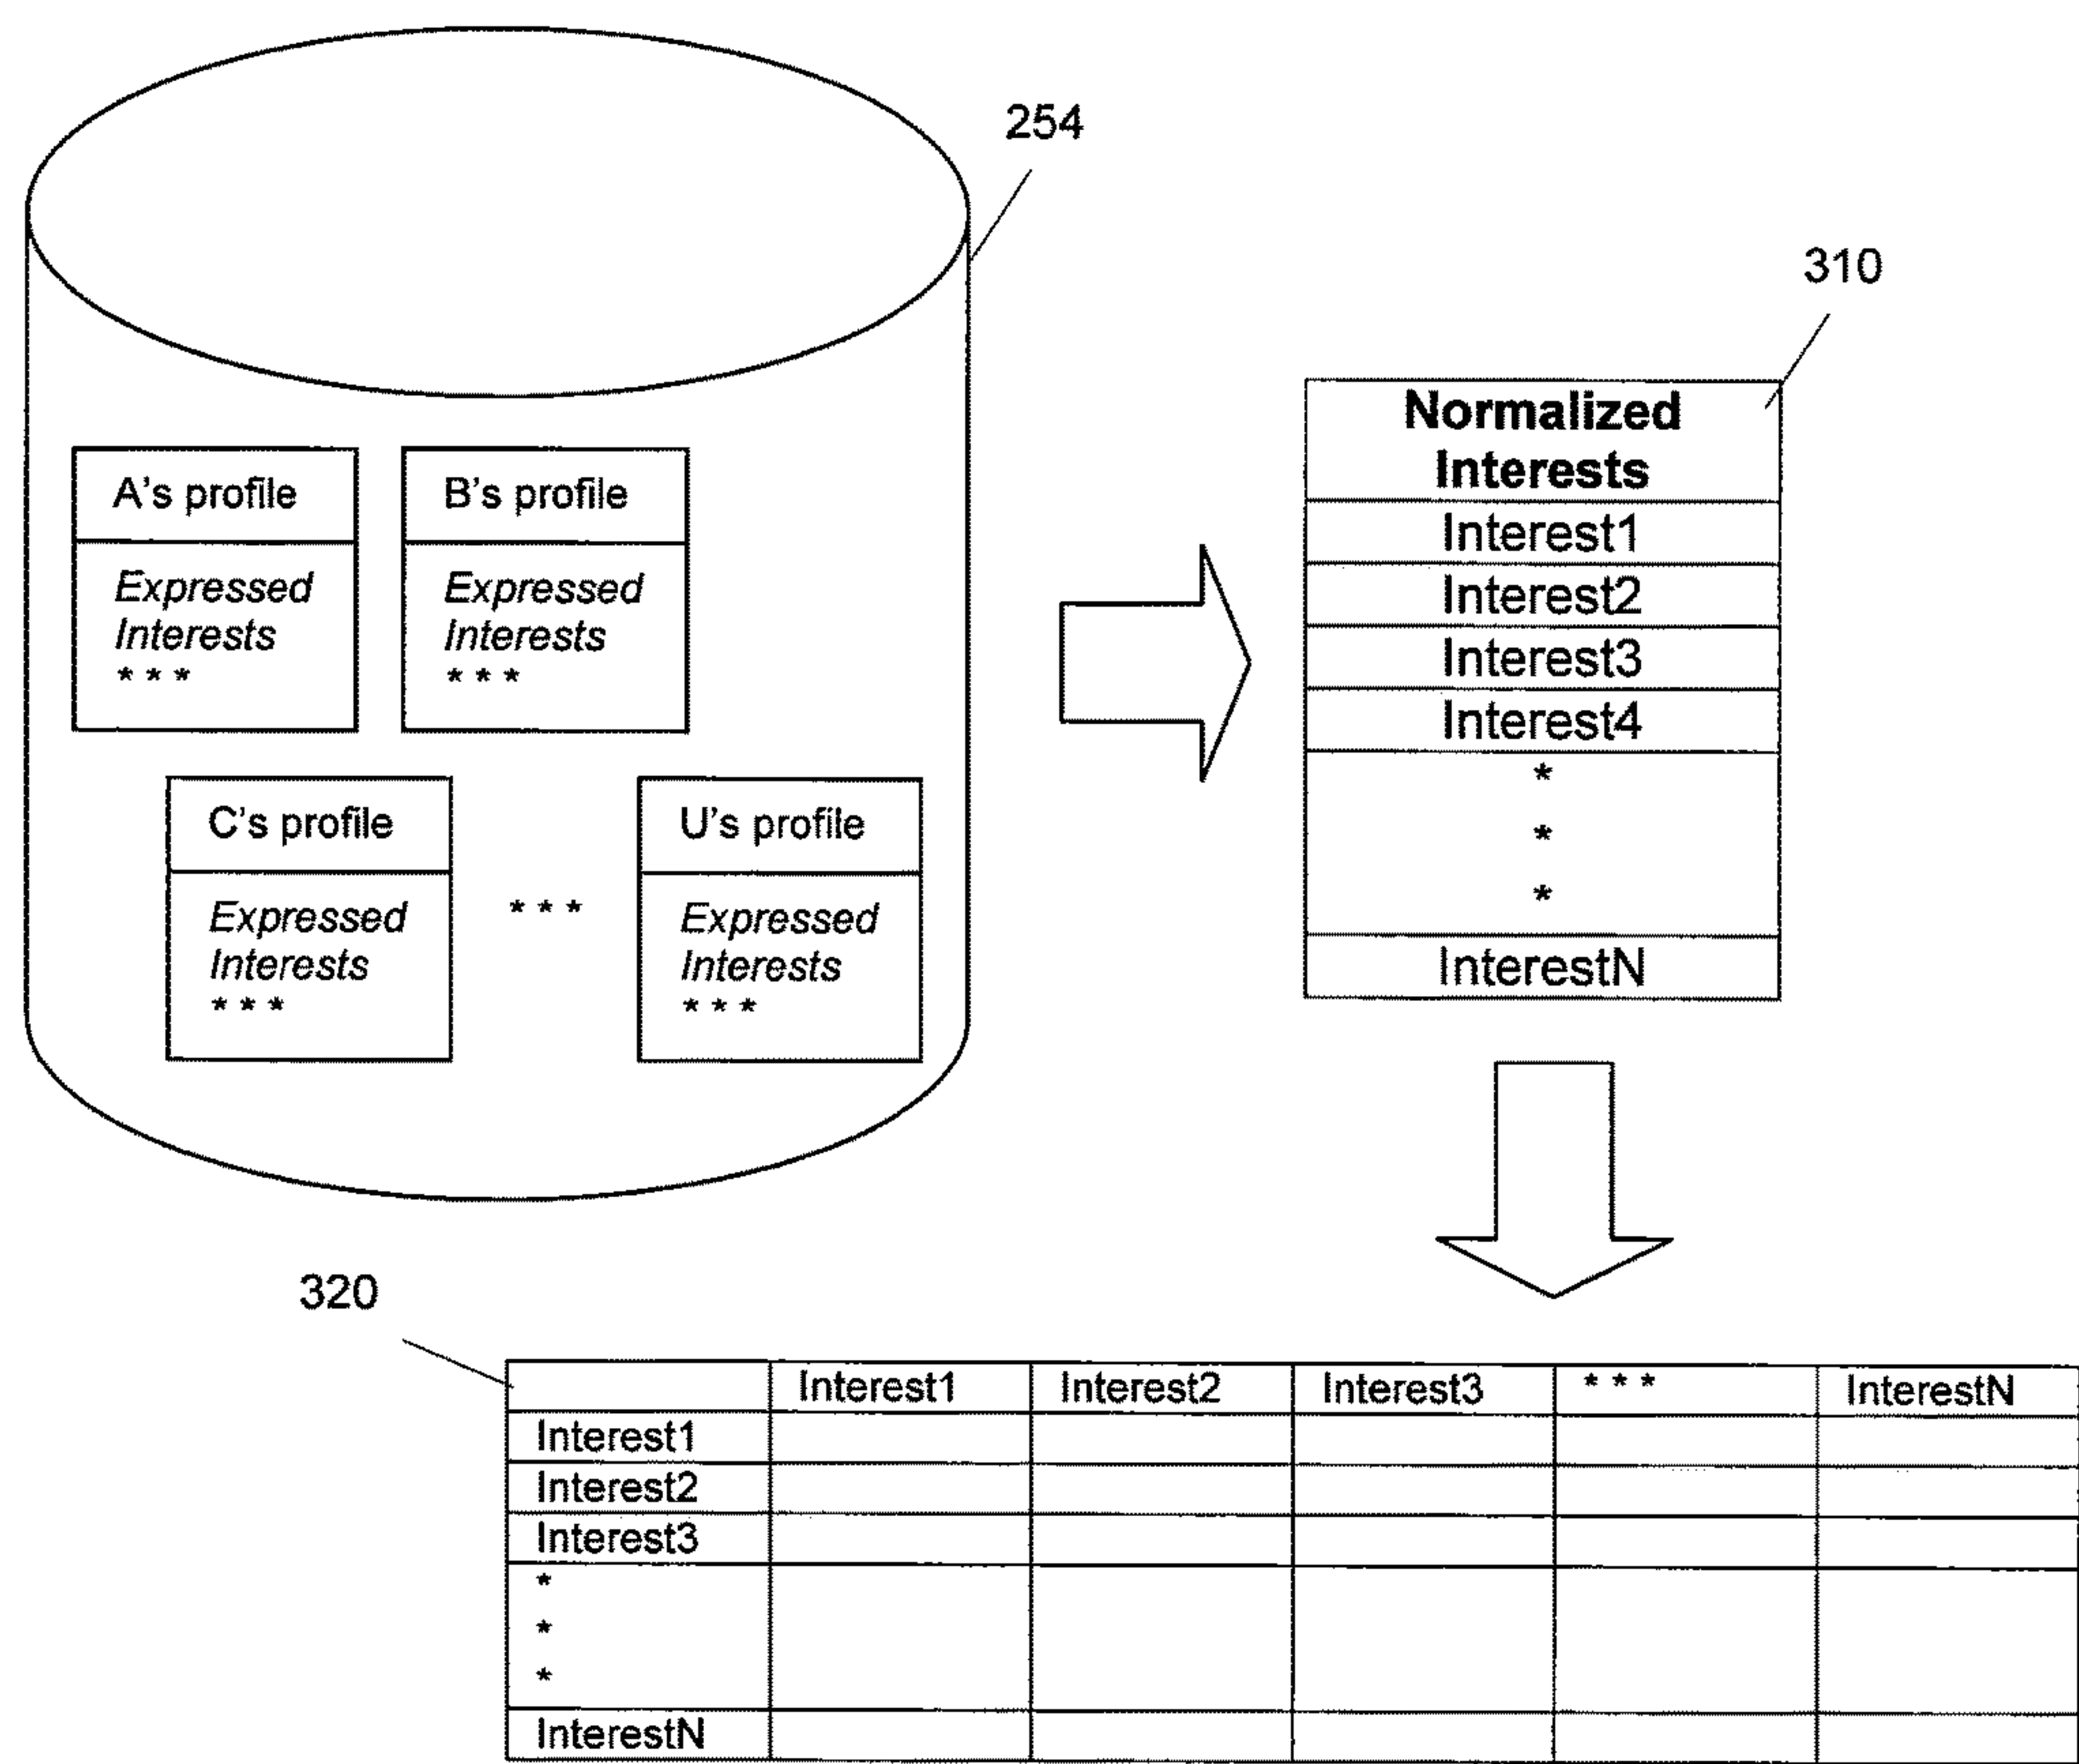 254
310
A's profile
B's profile
Expressed
Interests
* * *
Expressed
Interests
* * *
C's profile
U's profile
Expressed
Interests
* * *
* * *
Expressed
Interests
* * *
Normalized
Interests
Interest1
Interest2
Interest3
Interest4
*
*
*
InterestN
320
Interest1 Interest2 Interest3 * * * InterestN
Interest1
Interest2
Interest3
*
*
*
InterestN